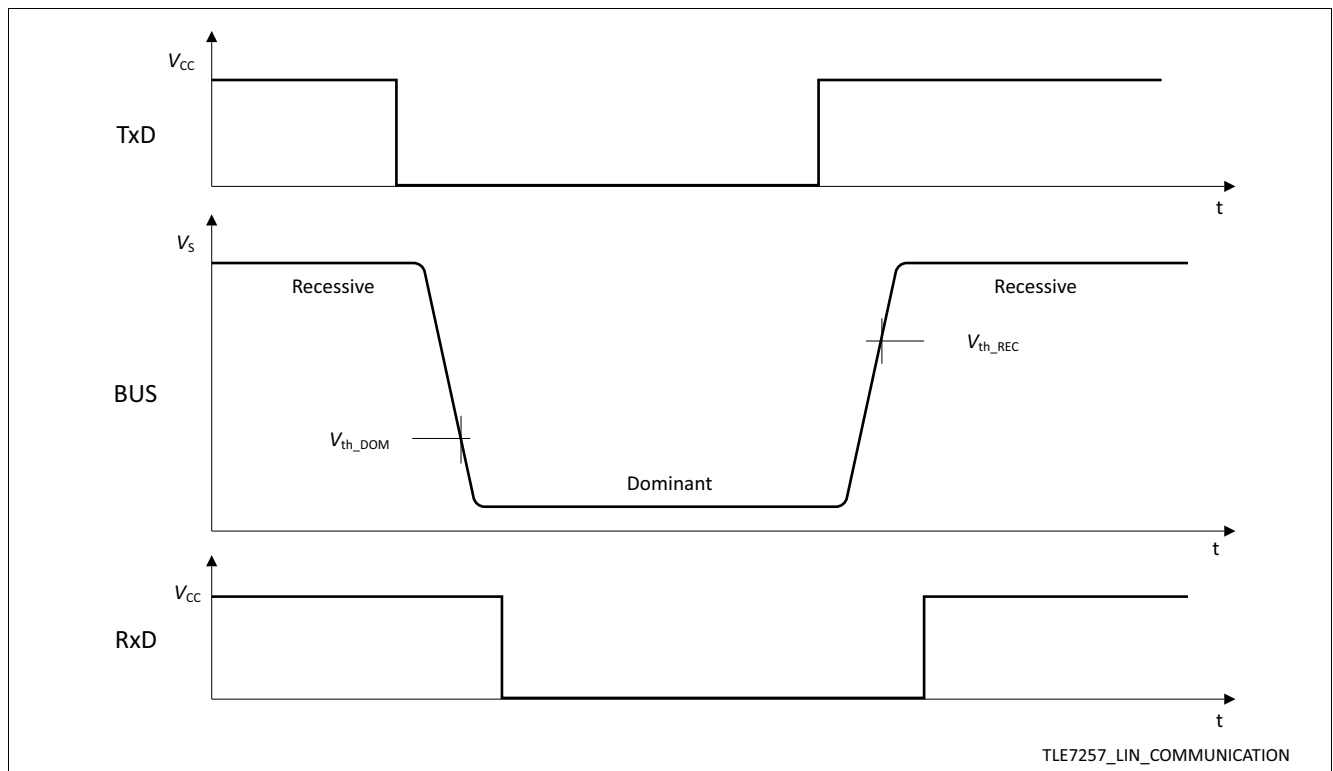 VCC
TxD
t
VS
Recessive
Recessive
Vth_REC
BUS
Vth_DOM
Dominant
t
VCC
RxD
t
TLE7257_LIN_COMMUNICATION